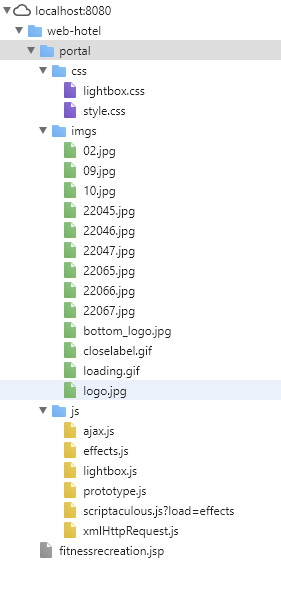 localhost:8080
web-hotel
portal
css
lightbox.css
style.css
imgs
02.jpg
09.jpg
10.jpg
22045.jpg
22046.jpg
22047.jpg
22065.jpg
22066.jpg
22067.jpg
bottom_logo.jpg
closelabel.gif
loading.gif
logo.jpg
js
ajax.js
effects.js
lightbox.js
prototype.js
scriptaculous.js?load=effects
xmlHttpRequest.js
fitnessrecreation.jsp